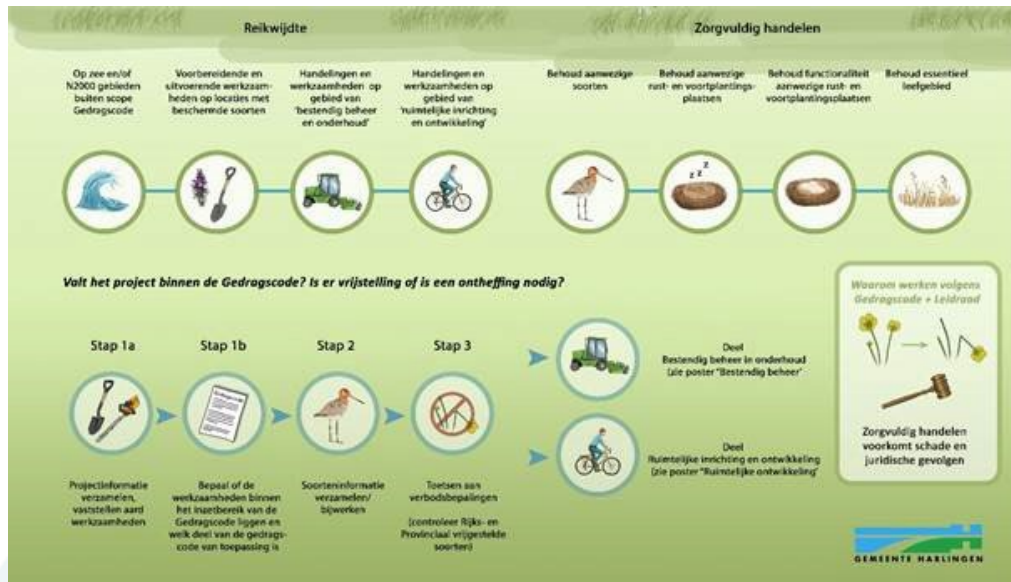 Reikwijdte
Op zee en/of
N2000 gebieden
buiten scope
Gedragscode
Voorbereidende en
uitvoerende werkzaam-
heden op locaties met
beschermde soorten
Handelingen en
werkzaamheden op
gebied van
'bestendig beheer
en onderhoud'
Handelingen en
werkzaamheden op
gebied van
'ruimtelijke inrichting
en ontwikkeling'
Zorgvuldig handelen
Behoud aanwezige
soorten
Behoud aanwezige
rust- en voortplantings-
plaatsen
Behoud functionaliteit
aanwezige rust- en
voortplantingsplaatsen
Behoud essentieel
leefgebied
z z z
Valt het project binnen de Gedragscode? Is er vrijstelling of is een ontheffing nodig?
Stap 1a
Projectinformatie
verzamelen,
vaststellen aard
werkzaamheden
Stap 1b
Bepaal of de
werkzaamheden binnen
het inzetbereik van de
Gedragscode liggen en
welk deel van de gedrags-
code van toepassing is
Stap 2
Soorteninformatie
verzamelen/
bijwerken
Stap 3
Toetsen aan
verbodsbepalingen
(controleer Rijks- en
Provinciaal vrijgestelde
soorten)
Deel
Bestendig beheer in onderhoud
(zie poster "Bestendig beheer'
Deel
Ruimtelijke inrichting en ontwikkeling
(zie poster "Ruimtelijke ontwikkeling'
Waarom werken volgens
Gedragscode + Leidraad
Zorgvuldig handelen
voorkomt schade en
juridische gevolgen
GEMEENTE HARLINGEN